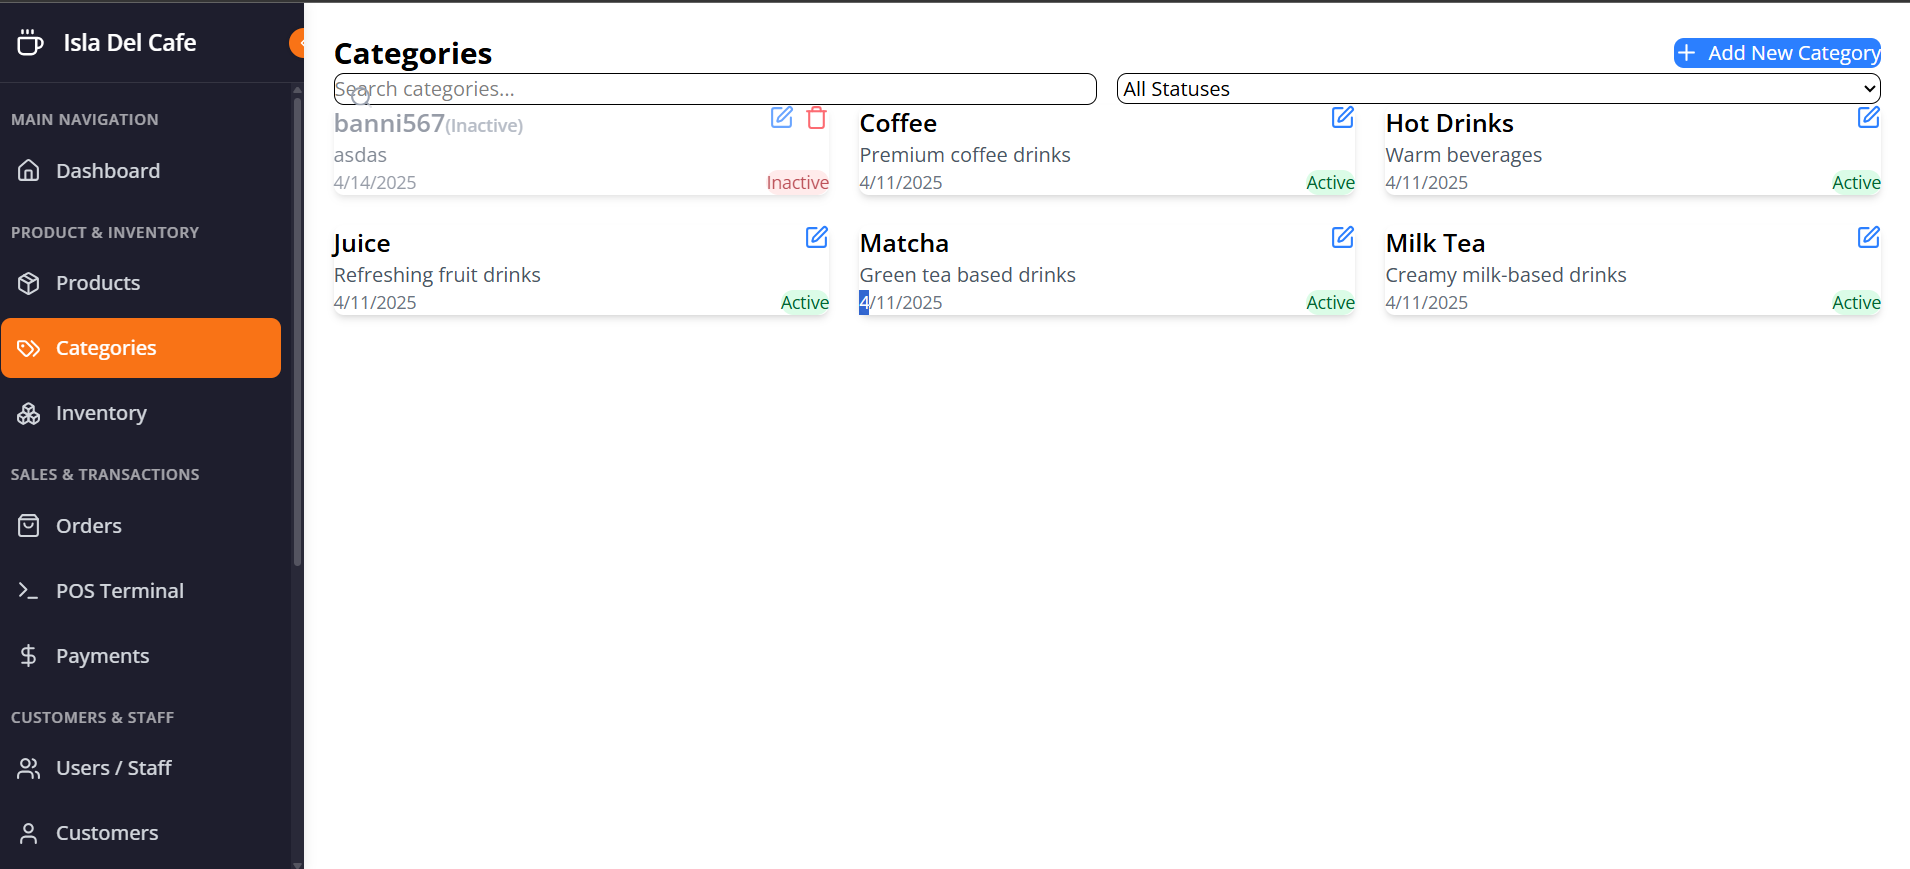 Isla Del Cafe
MAIN NAVIGATION
Dashboard
PRODUCT & INVENTORY
Products
Categories
Inventory
SALES & TRANSACTIONS
Orders
POS Terminal
Payments
CUSTOMERS & STAFF
Users / Staff
Customers
Categories
Add New Category
Search categories...
All Statuses
banni567(Inactive)
asdas
4/14/2025 Inactive
Coffee
Premium coffee drinks
4/11/2025 Active
Hot Drinks
Warm beverages
4/11/2025 Active
Juice
Refreshing fruit drinks
4/11/2025 Active
Matcha
Green tea based drinks
4/11/2025 Active
Milk Tea
Creamy milk-based drinks
4/11/2025 Active